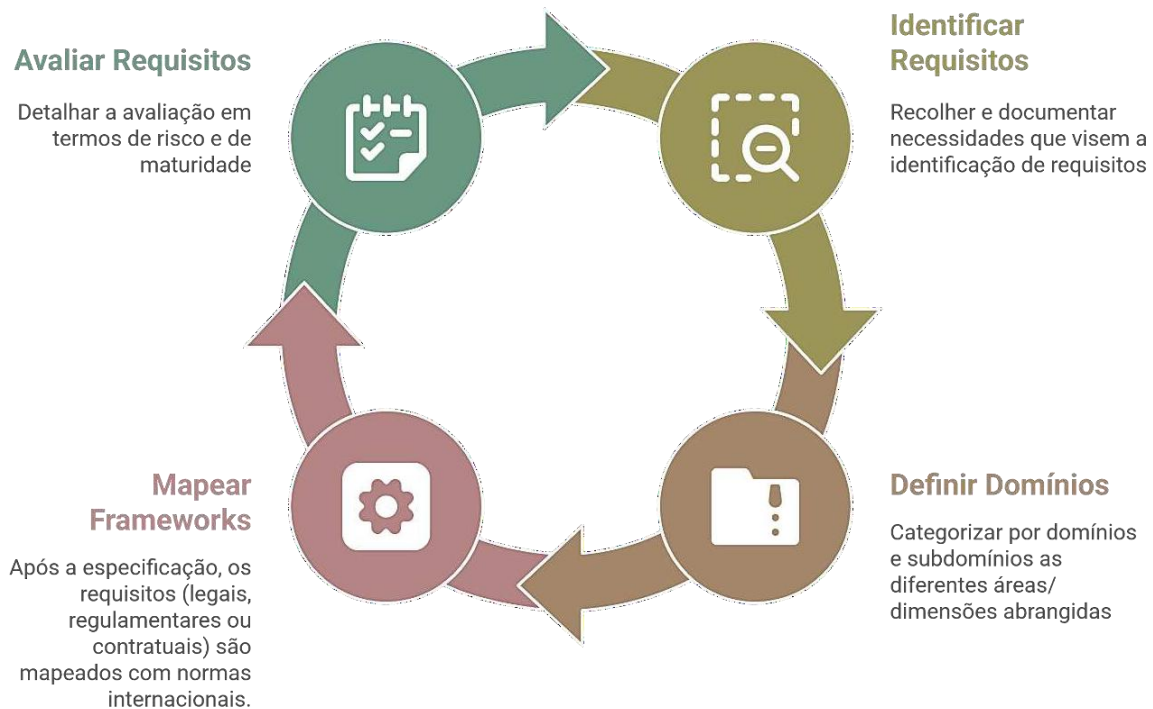 Avaliar Requisitos
Detalhar a avaliação em
termos de risco e de
maturidade
Identificar
Requisitos
Recolher e documentar
necessidades que visem a
identificação de requisitos
Definir Domínios
Categorizar por domínios
e subdomínios as
diferentes áreas/
dimensões abrangidas
Mapear
Frameworks
Após a especificação, os
requisitos (legais,
regulamentares ou
contratuais) são
mapeados com normas
internacionais.